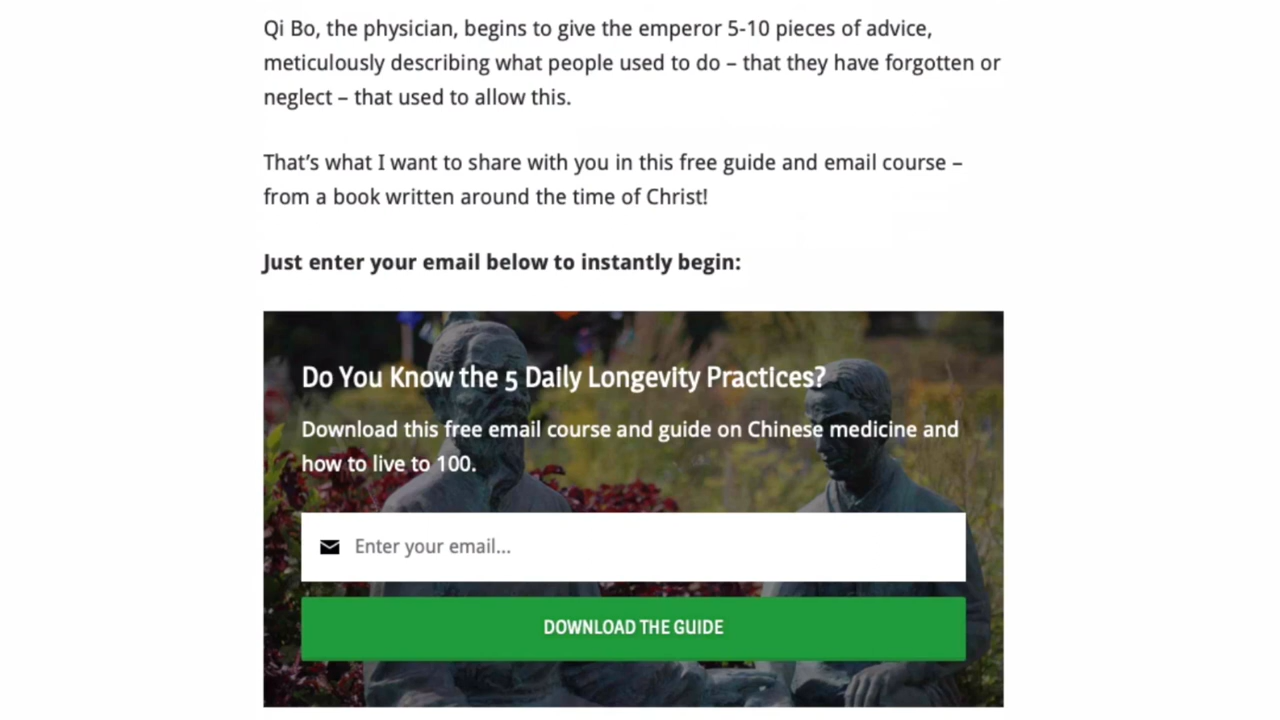 Qi Bo, the physician, begins to give the emperor 5-10 pieces of advice,
meticulously describing what people used to do – that they have forgotten or
neglect – that used to allow this.
That’s what I want to share with you in this free guide and email course –
from a book written around the time of Christ!
Just enter your email below to instantly begin:
Do You Know the 5 Daily Longevity Practices?
Download this free email course and guide on Chinese medicine and
how to live to 100.
Enter your email...
DOWNLOAD THE GUIDE